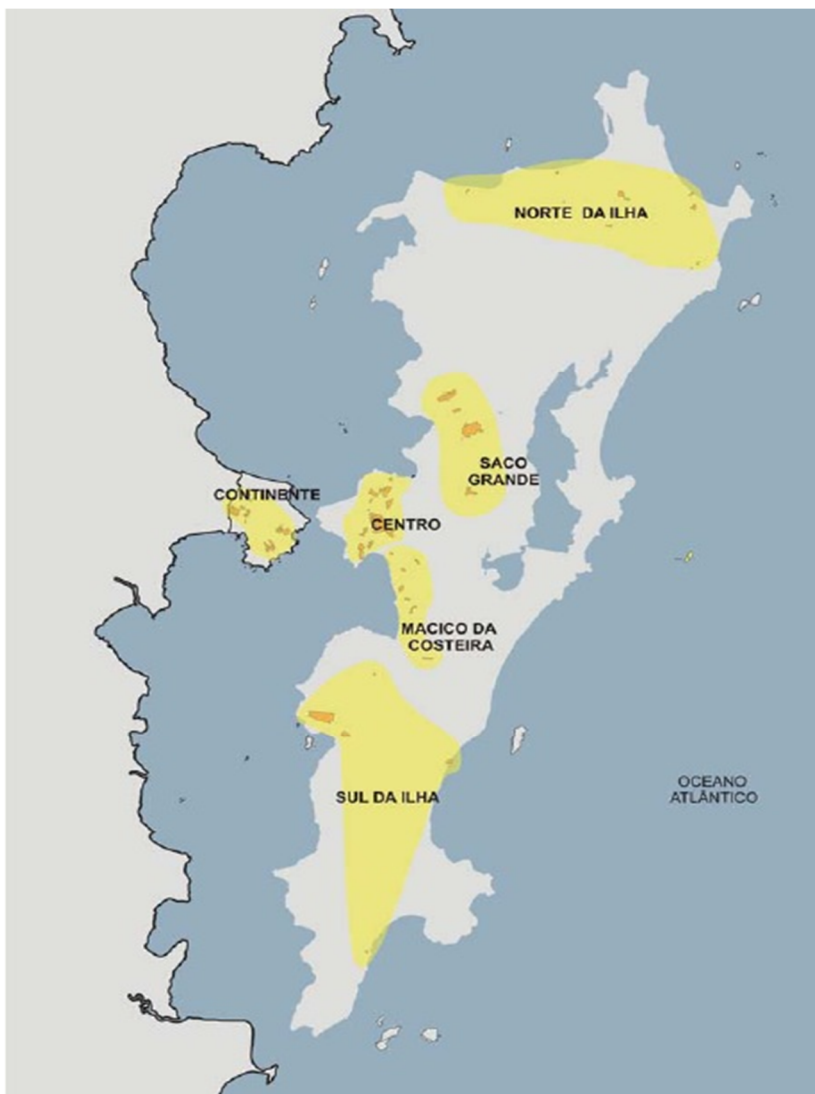 NORTE DA ILHA
SACO
GRANDE
CONTINENTE
CENTRO
MACICO DA
COSTEIRA
SUL DA ILHA
OCEANO
ATLÂNTICO